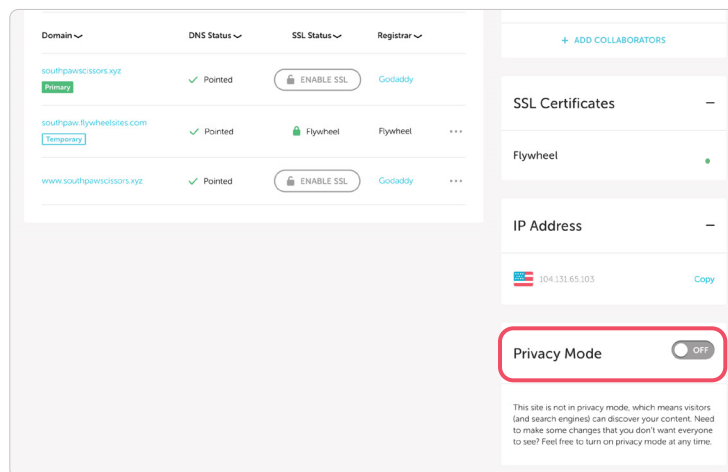 Domain
DNS Status
SSL Status
Registrar
southpawscissors.xyz
Primary
Pointed
ENABLE SSL
Godaddy
southpaw.flywheelsites.com
Temporary
Pointed
Flywheel
Flywheel
www.southpawscissors.xyz
Pointed
ENABLE SSL
Godaddy
+ ADD COLLABORATORS
SSL Certificates
Flywheel
IP Address
104.131.65.103
Copy
Privacy Mode
OFF
This site is not in privacy mode, which means visitors
(and search engines) can discover your content. Need
to make some changes that you don't want everyone
to see? Feel free to turn on privacy mode at any time.